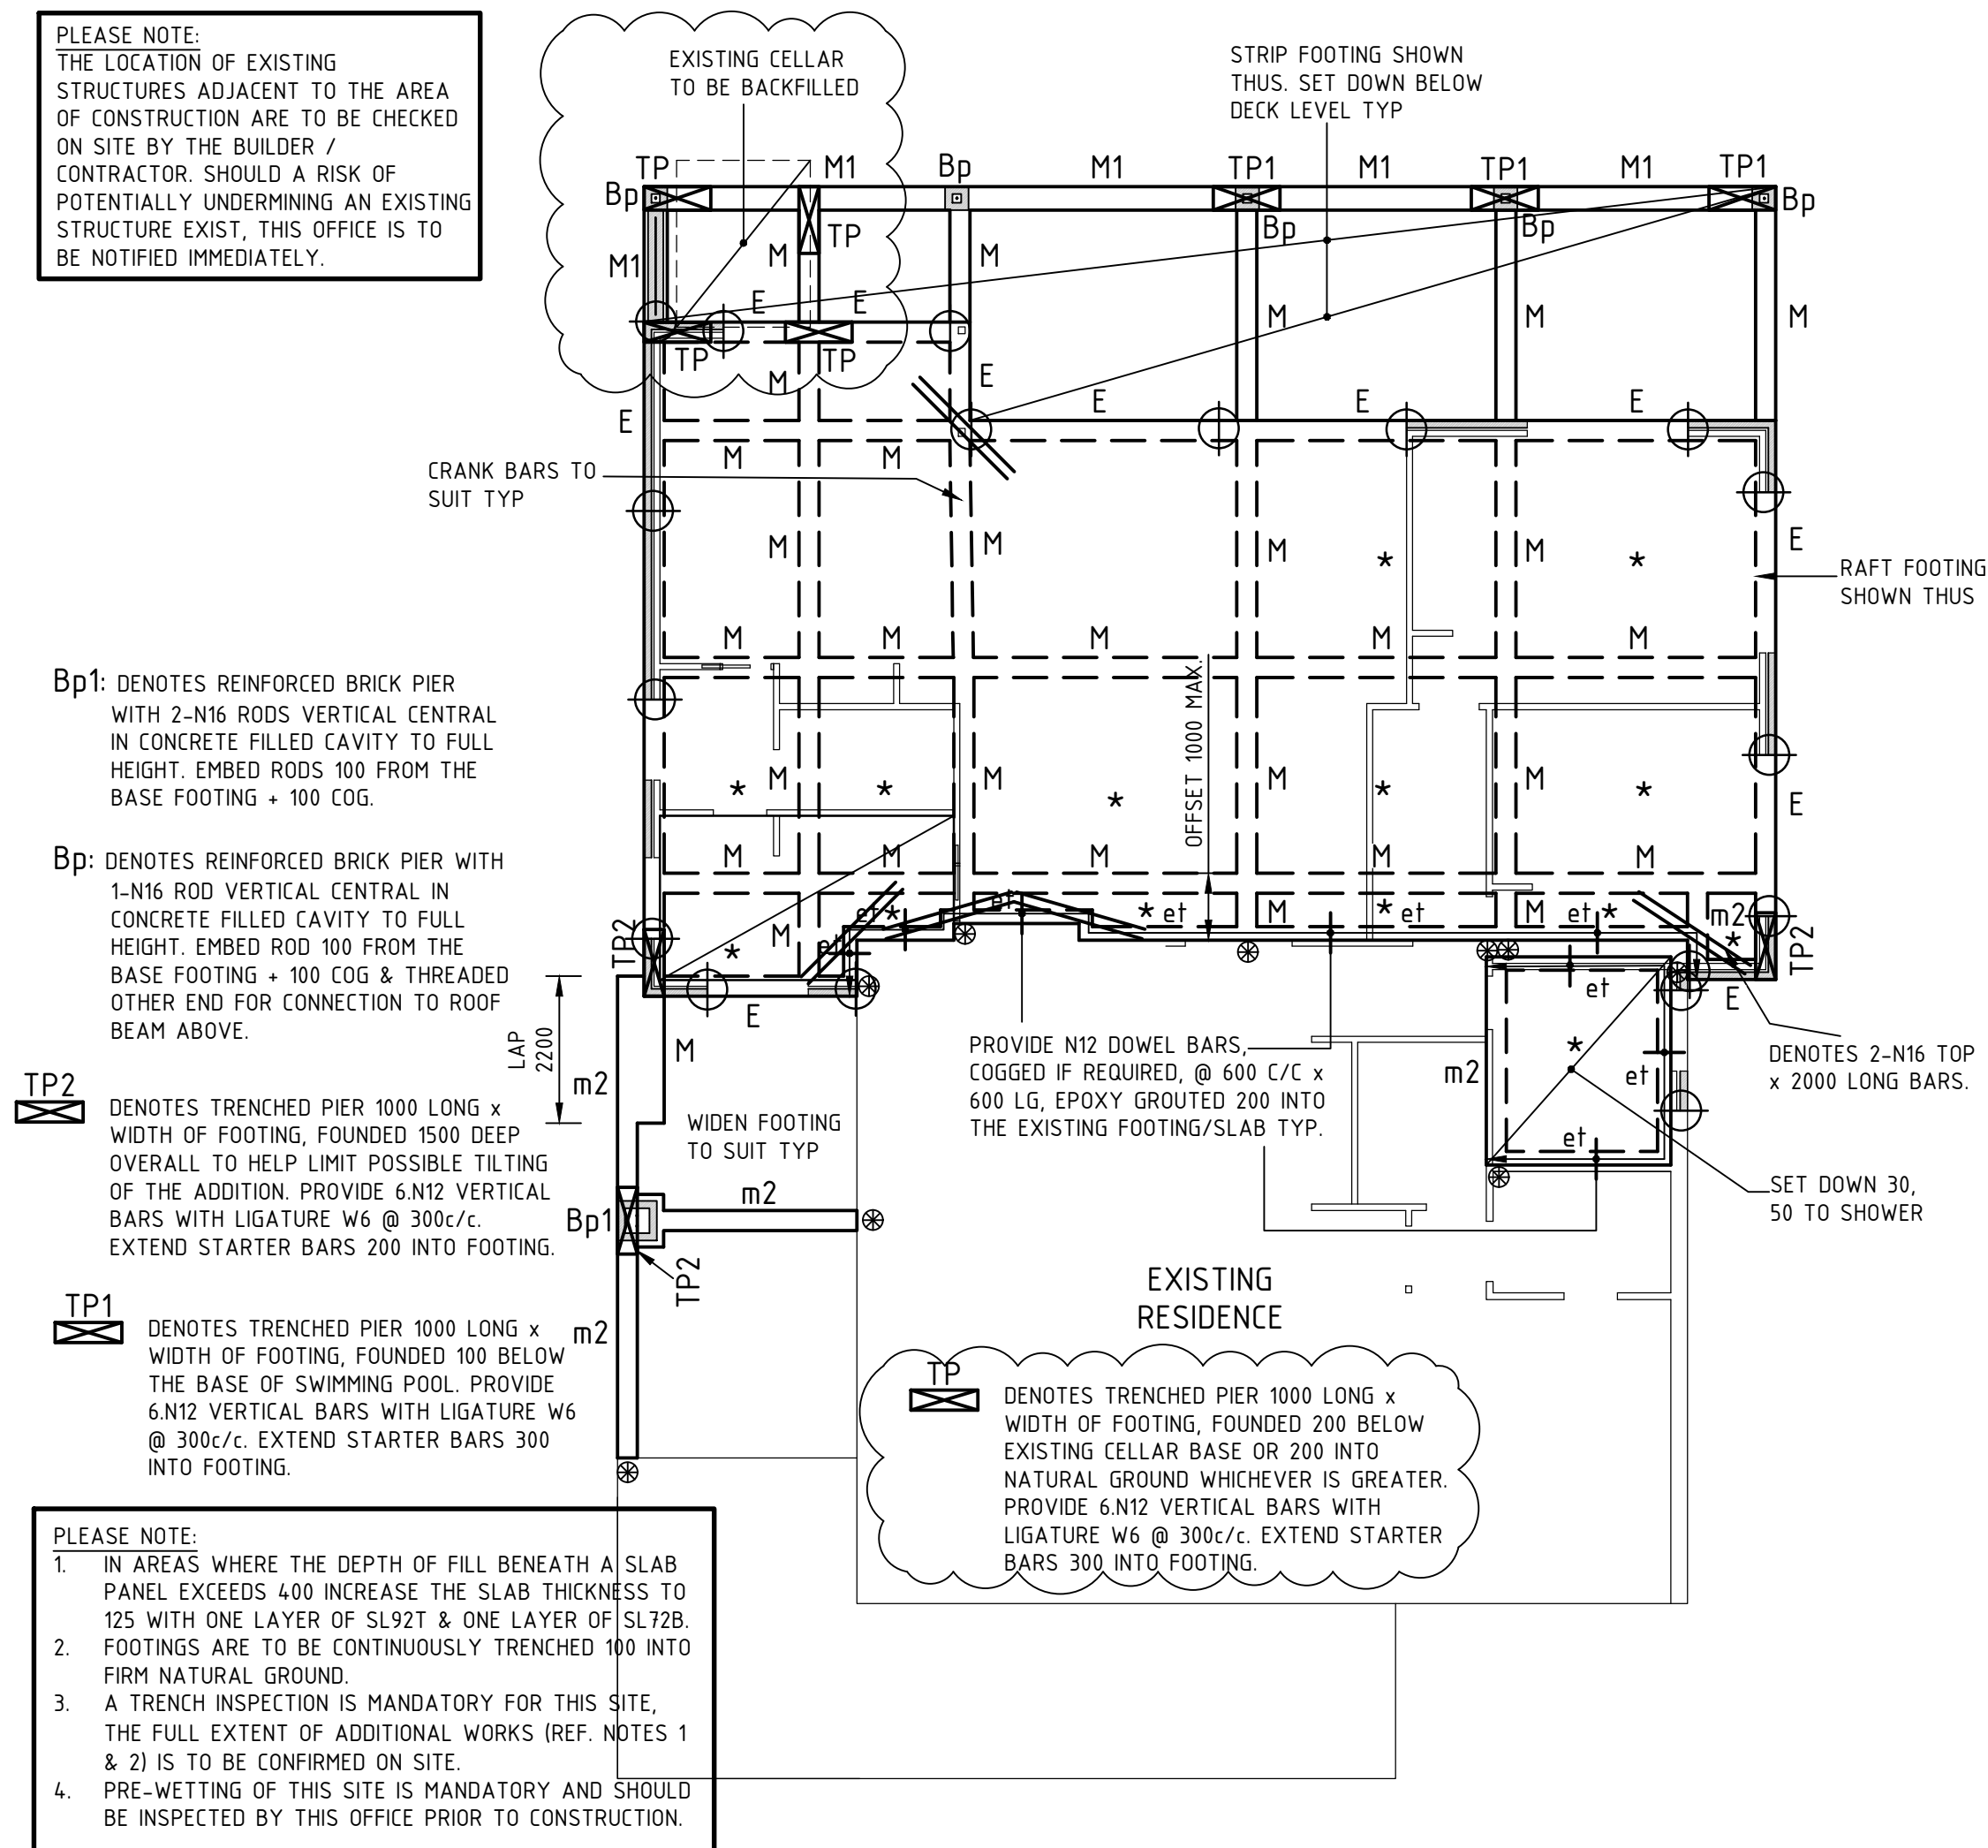 PLEASE NOTE:
THE LOCATION OF EXISTING
STRUCTURES ADJACENT TO THE AREA
OF CONSTRUCTION ARE TO BE CHECKED
ON SITE BY THE BUILDER /
CONTRACTOR. SHOULD A RISK OF
POTENTIALLY UNDERMINING AN EXISTING
STRUCTURE EXIST, THIS OFFICE IS TO
BE NOTIFIED IMMEDIATELY.
EXISTING CELLAR
TO BE BACKFILLED
STRIP FOOTING SHOWN
THUS. SET DOWN BELOW
DECK LEVEL TYP
TP M1 Bp M1 TP1 M1 TP1 M1 TP1
Bp Bp
TP Bp Bp
M1 M M
E E M M M
TP TP
M E
E E E E
M M
CRANK BARS TO
SUIT TYP
M M M * M * E
RAFT FOOTING
SHOWN THUS
M M M M M
OFFSET 1000 MAX.
Bp1: DENOTES REINFORCED BRICK PIER
WITH 2-N16 RODS VERTICAL CENTRAL
IN CONCRETE FILLED CAVITY TO FULL
HEIGHT. EMBED RODS 100 FROM THE
BASE FOOTING + 100 COG.
* M * M * M * M * E
M M M M M
Bp: DENOTES REINFORCED BRICK PIER WITH
1-N16 ROD VERTICAL CENTRAL IN
CONCRETE FILLED CAVITY TO FULL
HEIGHT. EMBED ROD 100 FROM THE
BASE FOOTING + 100 COG & THREADED
OTHER END FOR CONNECTION TO ROOF
BEAM ABOVE.
et * et * et M * et M et * m2
TP2 * M et * TP2
E E
LAP
2200
M
m2
WIDEN FOOTING
TO SUIT TYP
PROVIDE N12 DOWEL BARS,
COGGED IF REQUIRED, @ 600 C/C x
600 LG, EPOXY GROUTED 200 INTO
THE EXISTING FOOTING/SLAB TYP.
et
m2 * et
et
DENOTES 2-N16 TOP
x 2000 LONG BARS.
SET DOWN 30,
50 TO SHOWER
TP2
DENOTES TRENCHED PIER 1000 LONG x
WIDTH OF FOOTING, FOUNDED 1500 DEEP
OVERALL TO HELP LIMIT POSSIBLE TILTING
OF THE ADDITION. PROVIDE 6.N12 VERTICAL
BARS WITH LIGATURE W6 @ 300c/c.
EXTEND STARTER BARS 200 INTO FOOTING.
m2
Bp1
TP2
TP1
DENOTES TRENCHED PIER 1000 LONG x
WIDTH OF FOOTING, FOUNDED 100 BELOW
THE BASE OF SWIMMING POOL. PROVIDE
6.N12 VERTICAL BARS WITH LIGATURE W6
@ 300c/c. EXTEND STARTER BARS 300
INTO FOOTING.
m2
EXISTING
RESIDENCE
TP
DENOTES TRENCHED PIER 1000 LONG x
WIDTH OF FOOTING, FOUNDED 200 BELOW
EXISTING CELLAR BASE OR 200 INTO
NATURAL GROUND WHICHEVER IS GREATER.
PROVIDE 6.N12 VERTICAL BARS WITH
LIGATURE W6 @ 300c/c. EXTEND STARTER
BARS 300 INTO FOOTING.
PLEASE NOTE:
1. IN AREAS WHERE THE DEPTH OF FILL BENEATH A SLAB
PANEL EXCEEDS 400 INCREASE THE SLAB THICKNESS TO
125 WITH ONE LAYER OF SL92T & ONE LAYER OF SL72B.
2. FOOTINGS ARE TO BE CONTINUOUSLY TRENCHED 100 INTO
FIRM NATURAL GROUND.
3. A TRENCH INSPECTION IS MANDATORY FOR THIS SITE,
THE FULL EXTENT OF ADDITIONAL WORKS (REF. NOTES 1
& 2) IS TO BE CONFIRMED ON SITE.
4. PRE-WETTING OF THIS SITE IS MANDATORY AND SHOULD
BE INSPECTED BY THIS OFFICE PRIOR TO CONSTRUCTION.